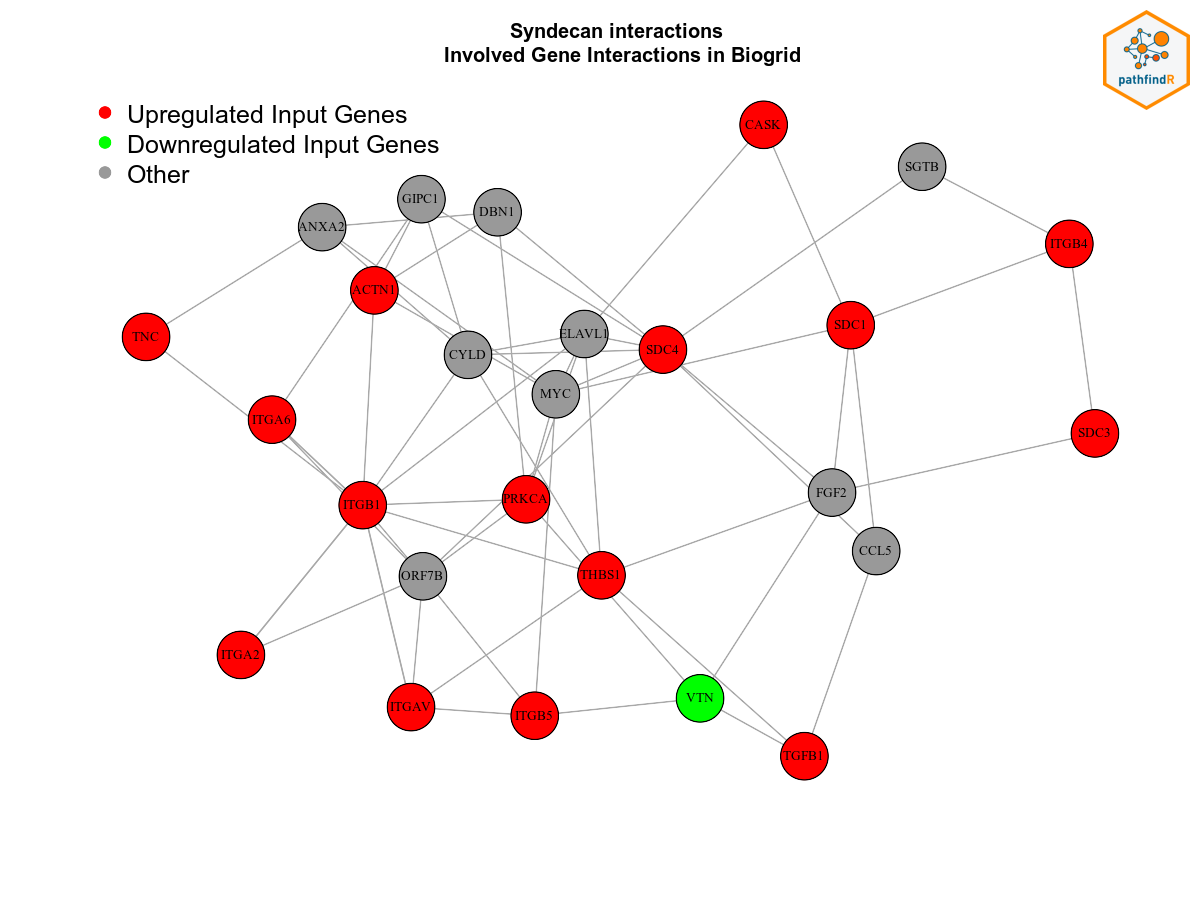 Syndecan interactions
Involved Gene Interactions in Biogrid
pathfindR
Upregulated Input Genes
Downregulated Input Genes
Other
CASK
SGTB
GIPC1
DBN1
ANXA2
ITGB4
ACTN1
SDC1
TNC
ELAVL1
SDC4
CYLD
MYC
ITGA6
SDC3
FGF2
PRKCA
ITGB1
CCL5
ORF7B
THBS1
ITGA2
VTN
ITGAV
ITGB5
TGFB1